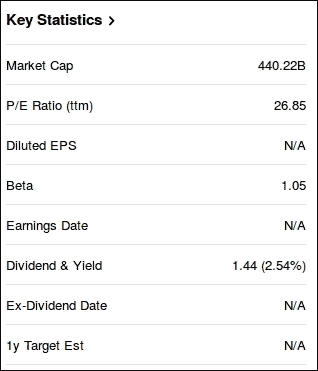 Key Statistics >
Market Cap 440.22B
P/E Ratio (ttm) 26.85
Diluted EPS N/A
Beta 1.05
Earnings Date N/A
Dividend & Yield 1.44 (2.54%)
Ex-Dividend Date N/A
1y Target Est N/A